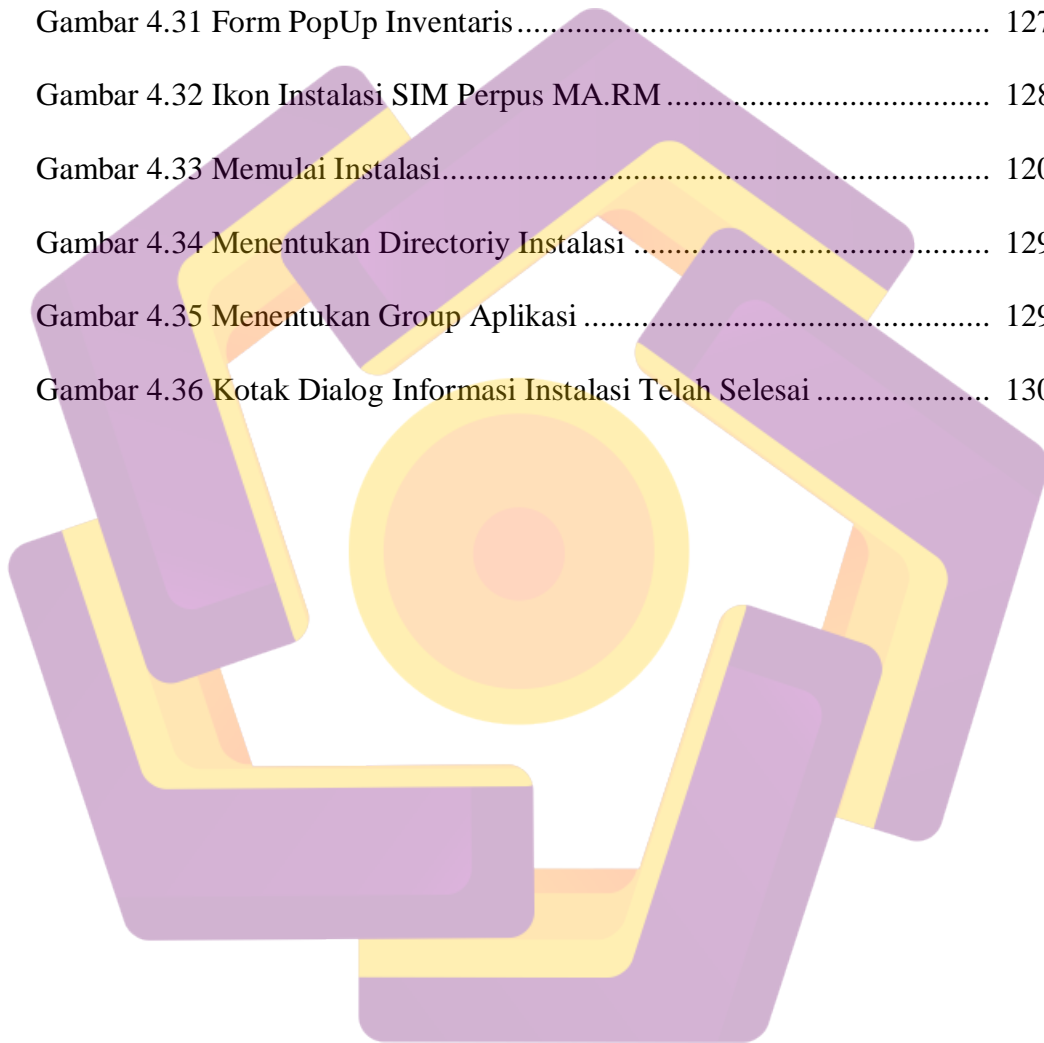 Gambar 4.31 Form PopUp Inventaris ........................................................ 127
Gambar 4.32 Ikon Instalasi SIM Perpus MA.RM ...................................... 128
Gambar 4.33 Memulai Instalasi.................................................................. 120
Gambar 4.34 Menentukan Directoriy Instalasi .......................................... 129
Gambar 4.35 Menentukan Group Aplikasi ................................................ 129
Gambar 4.36 Kotak Dialog Informasi Instalasi Telah Selesai .................... 130